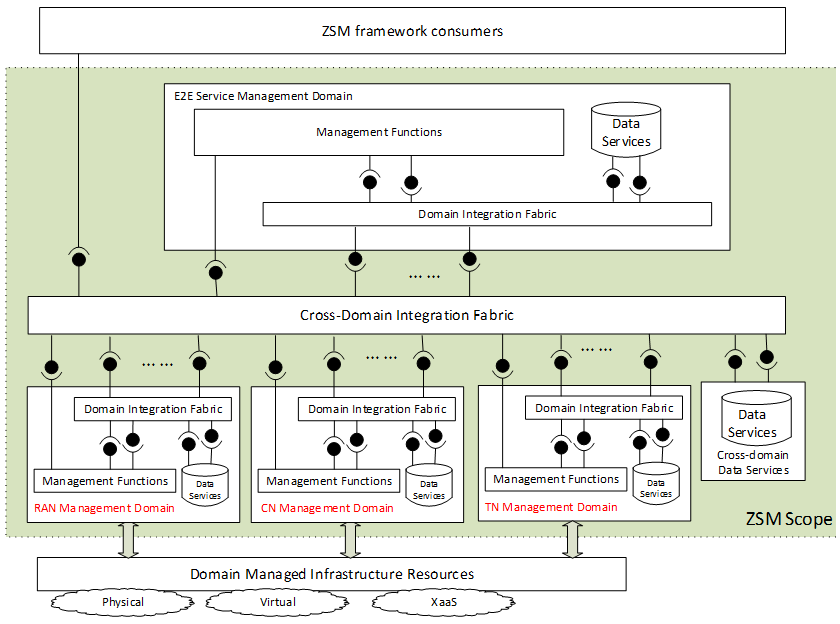 ZSM framework consumers
E2E Service Management Domain
Management Functions
Data
Services
Domain Integration Fabric
... ...
Cross-Domain Integration Fabric
... ...
... ...
... ...
Domain Integration Fabric
Management Functions
Data
Services
RAN Management Domain
Domain Integration Fabric
Management Functions
Data
Services
CN Management Domain
Domain Integration Fabric
Management Functions
Data
Services
TN Management Domain
Data
Services
Cross-domain
Data Services
ZSM Scope
Domain Managed Infrastructure Resources
Physical
Virtual
XaaS